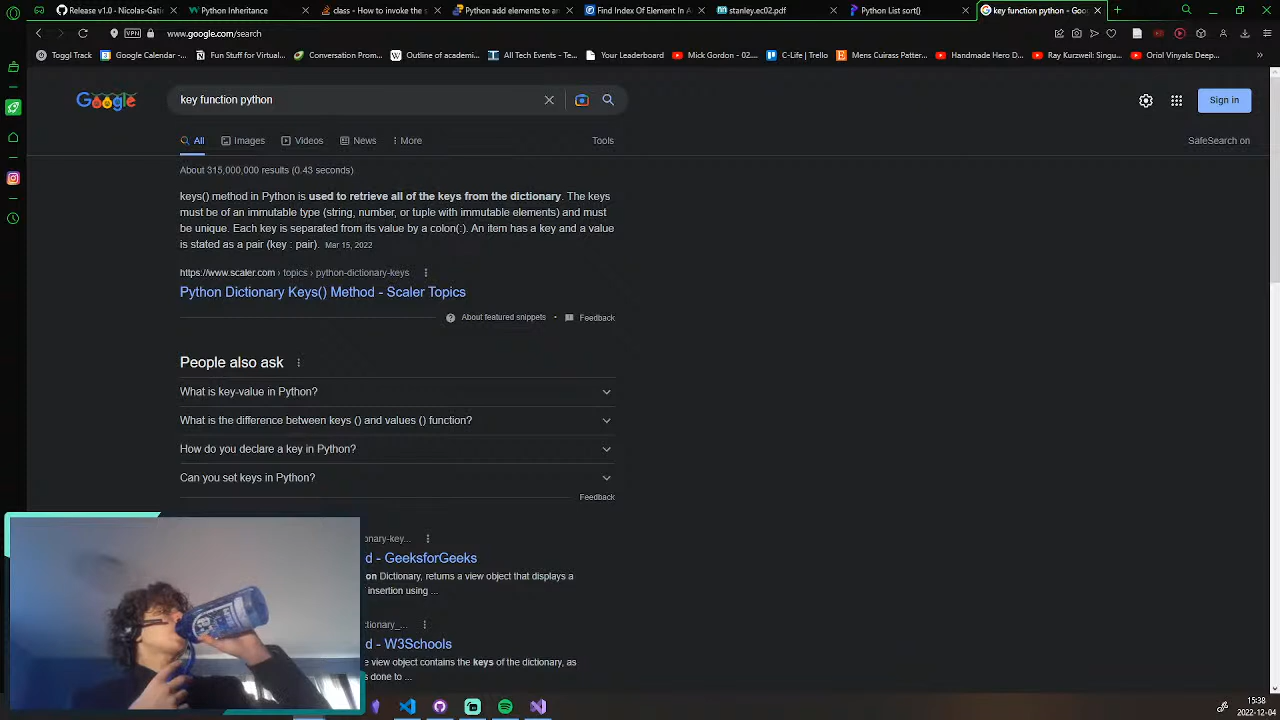 Release v1.0 - Nicolas-Gatin
Python Inheritance
class - How to invoke the s
Python add elements to an
Find Index Of Element In A
stanley.ec02.pdf
Python List sort()
key function python - Goog
VPN
www.google.com/search
Toggl Track
Google Calendar -...
Fun Stuff for Virtual...
Conversion Prompt...
Outline of academi...
All Tech Events - Te...
Your Leaderboard
Mick Gordon - 02...
C-Life | Trello
Mens Cuirass Patter...
Handmade Hero D...
Ray Kurzweil: Singu...
Oriol Vinyals: Deep...
Google
key function python
Sign in
All
Images
Videos
News
More
Tools
SafeSearch on
About 315,000,000 results (0.43 seconds)
keys() method in Python is used to retrieve all of the keys from the dictionary. The keys
must be of an immutable type (string, number, or tuple with immutable elements) and must
be unique. Each key is separated from its value by a colon(:). An item has a key and a value
is stated as a pair (key : pair). Mar 15, 2022
https://www.scaler.com › topics › python-dictionary-keys
Python Dictionary Keys() Method - Scaler Topics
About featured snippets
Feedback
People also ask
What is key-value in Python?
What is the difference between keys () and values () function?
How do you declare a key in Python?
Can you set keys in Python?
Feedback
onary-key...
d - GeeksforGeeks
on Dictionary, returns a view object that displays a
insertion using ...
tionary_...
d - W3Schools
e view object contains the keys of the dictionary, as
s done to ...
15:38
2022-12-04